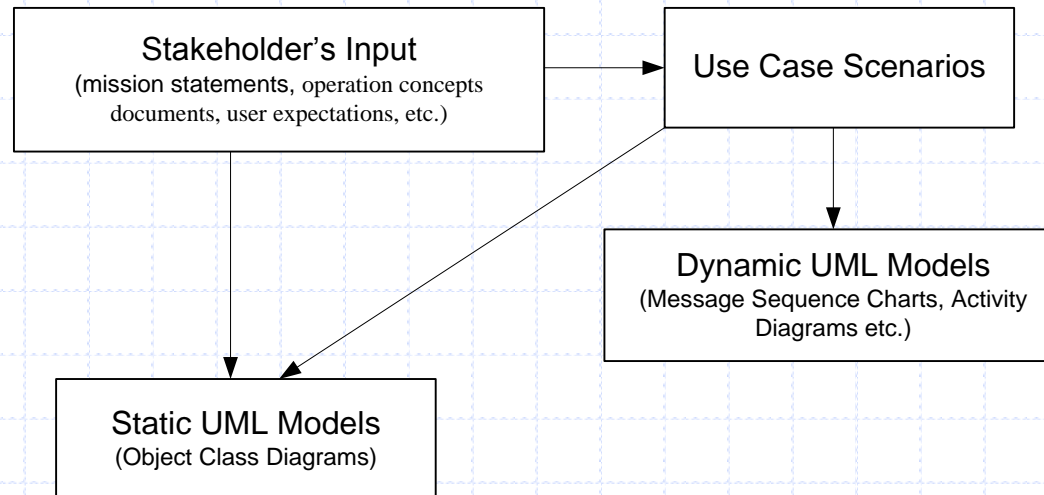 Stakeholder’s Input
(mission statements, operation concepts
documents, user expectations, etc.)
Use Case Scenarios
Dynamic UML Models
(Message Sequence Charts, Activity
Diagrams etc.)
Static UML Models
(Object Class Diagrams)